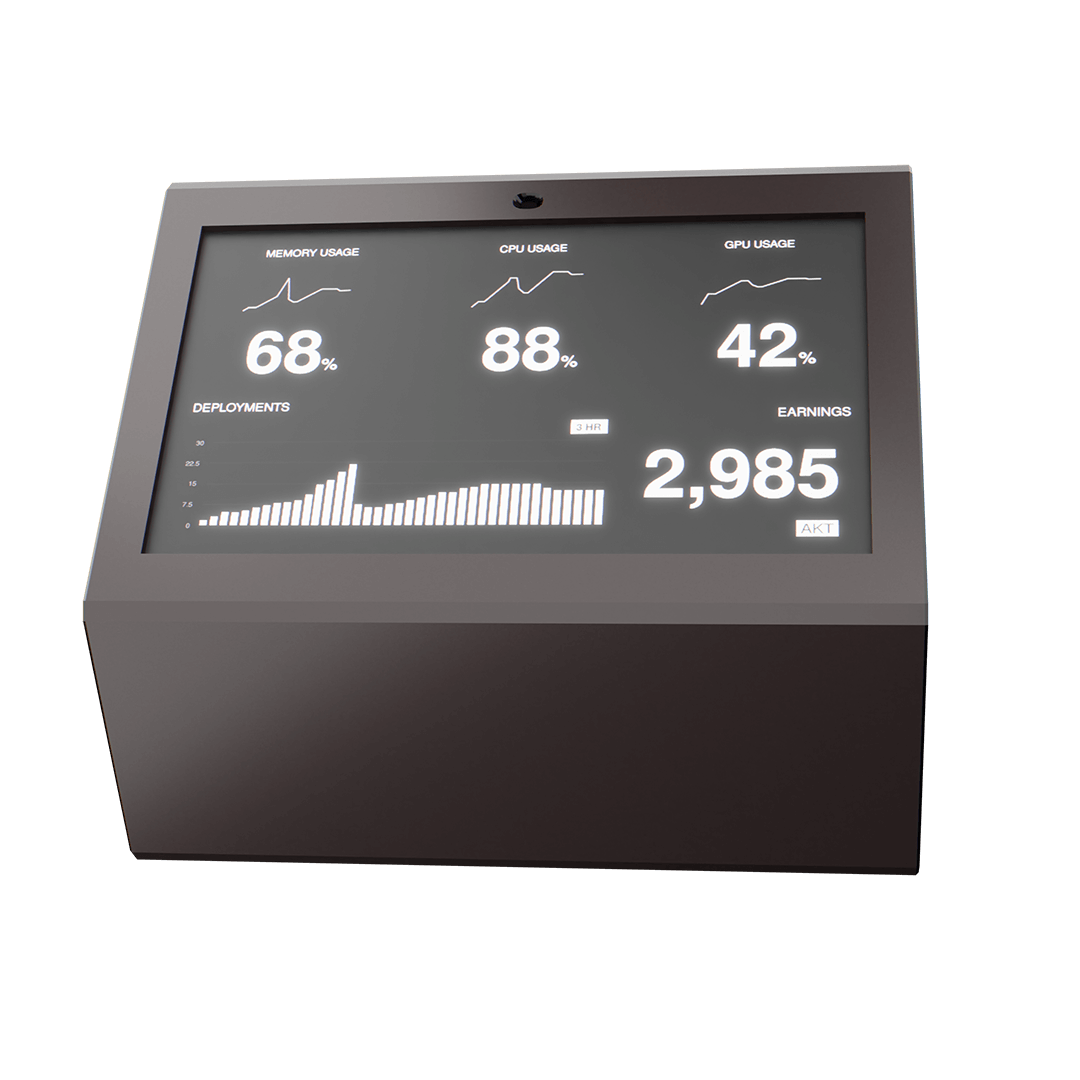 MEMORY USAGE
CPU USAGE
GPU USAGE
68%
88%
42%
DEPLOYMENTS
3 HR
EARNINGS
30
22.5
15
7.5
0
2,985
AKT